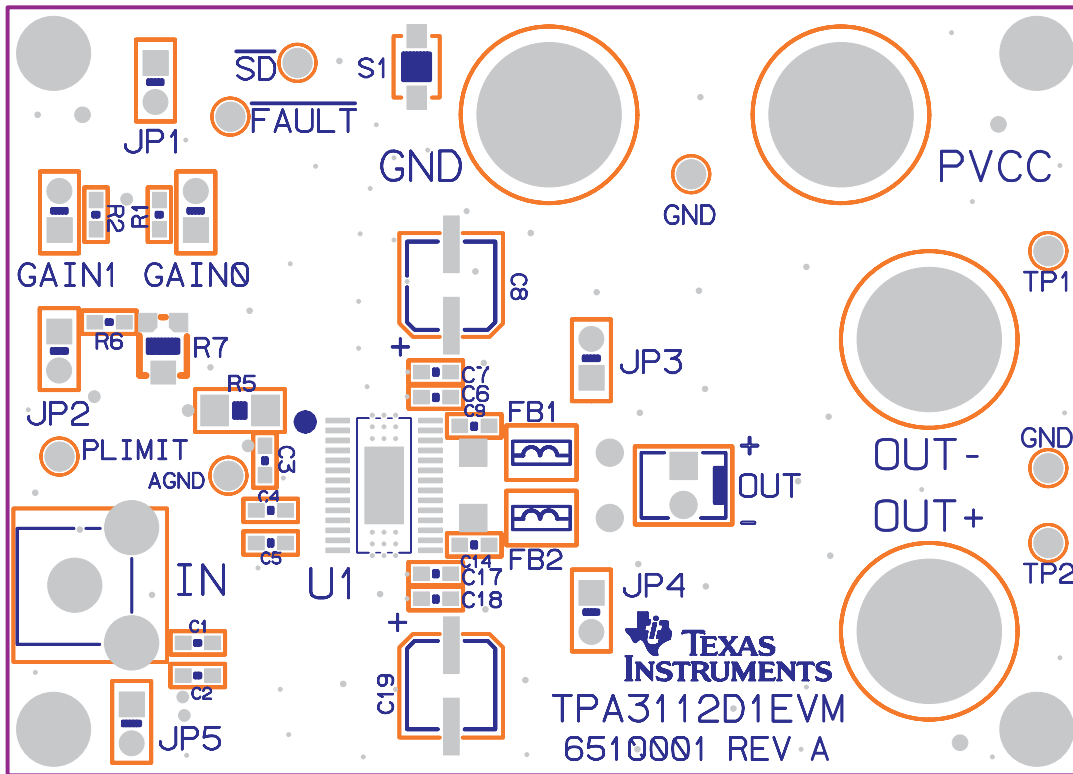 SD
S1
FAULT
JP1
GND
PVCC
GND
R2
R1
GAIN1
GAIN0
TP1
C8
R6
R7
+
JP3
C7
C6
R5
JP2
C9
FB1
PLIMIT
AGND
C3
+
OUT
-
GND
OUT -
C4
OUT +
C5
C14
FB2
TP2
IN
U1
C17
C18
JP4
+
C1
C2
C19
JP5
TEXAS
INSTRUMENTS
TPA3112D1EVM
6510001 REV A